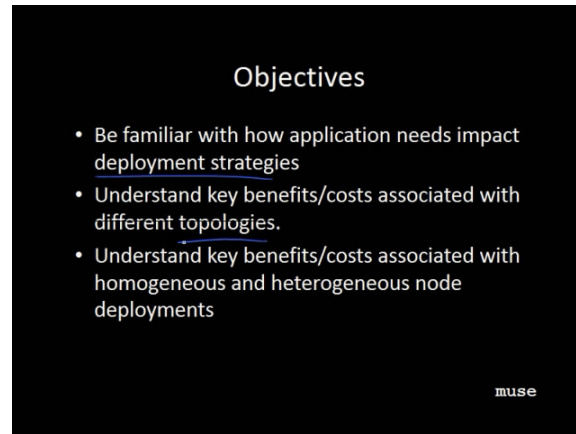 Objectives
• Be familiar with how application needs impact
deployment strategies
• Understand key benefits/costs associated with
different topologies.
• Understand key benefits/costs associated with
homogeneous and heterogeneous node
deployments
muse